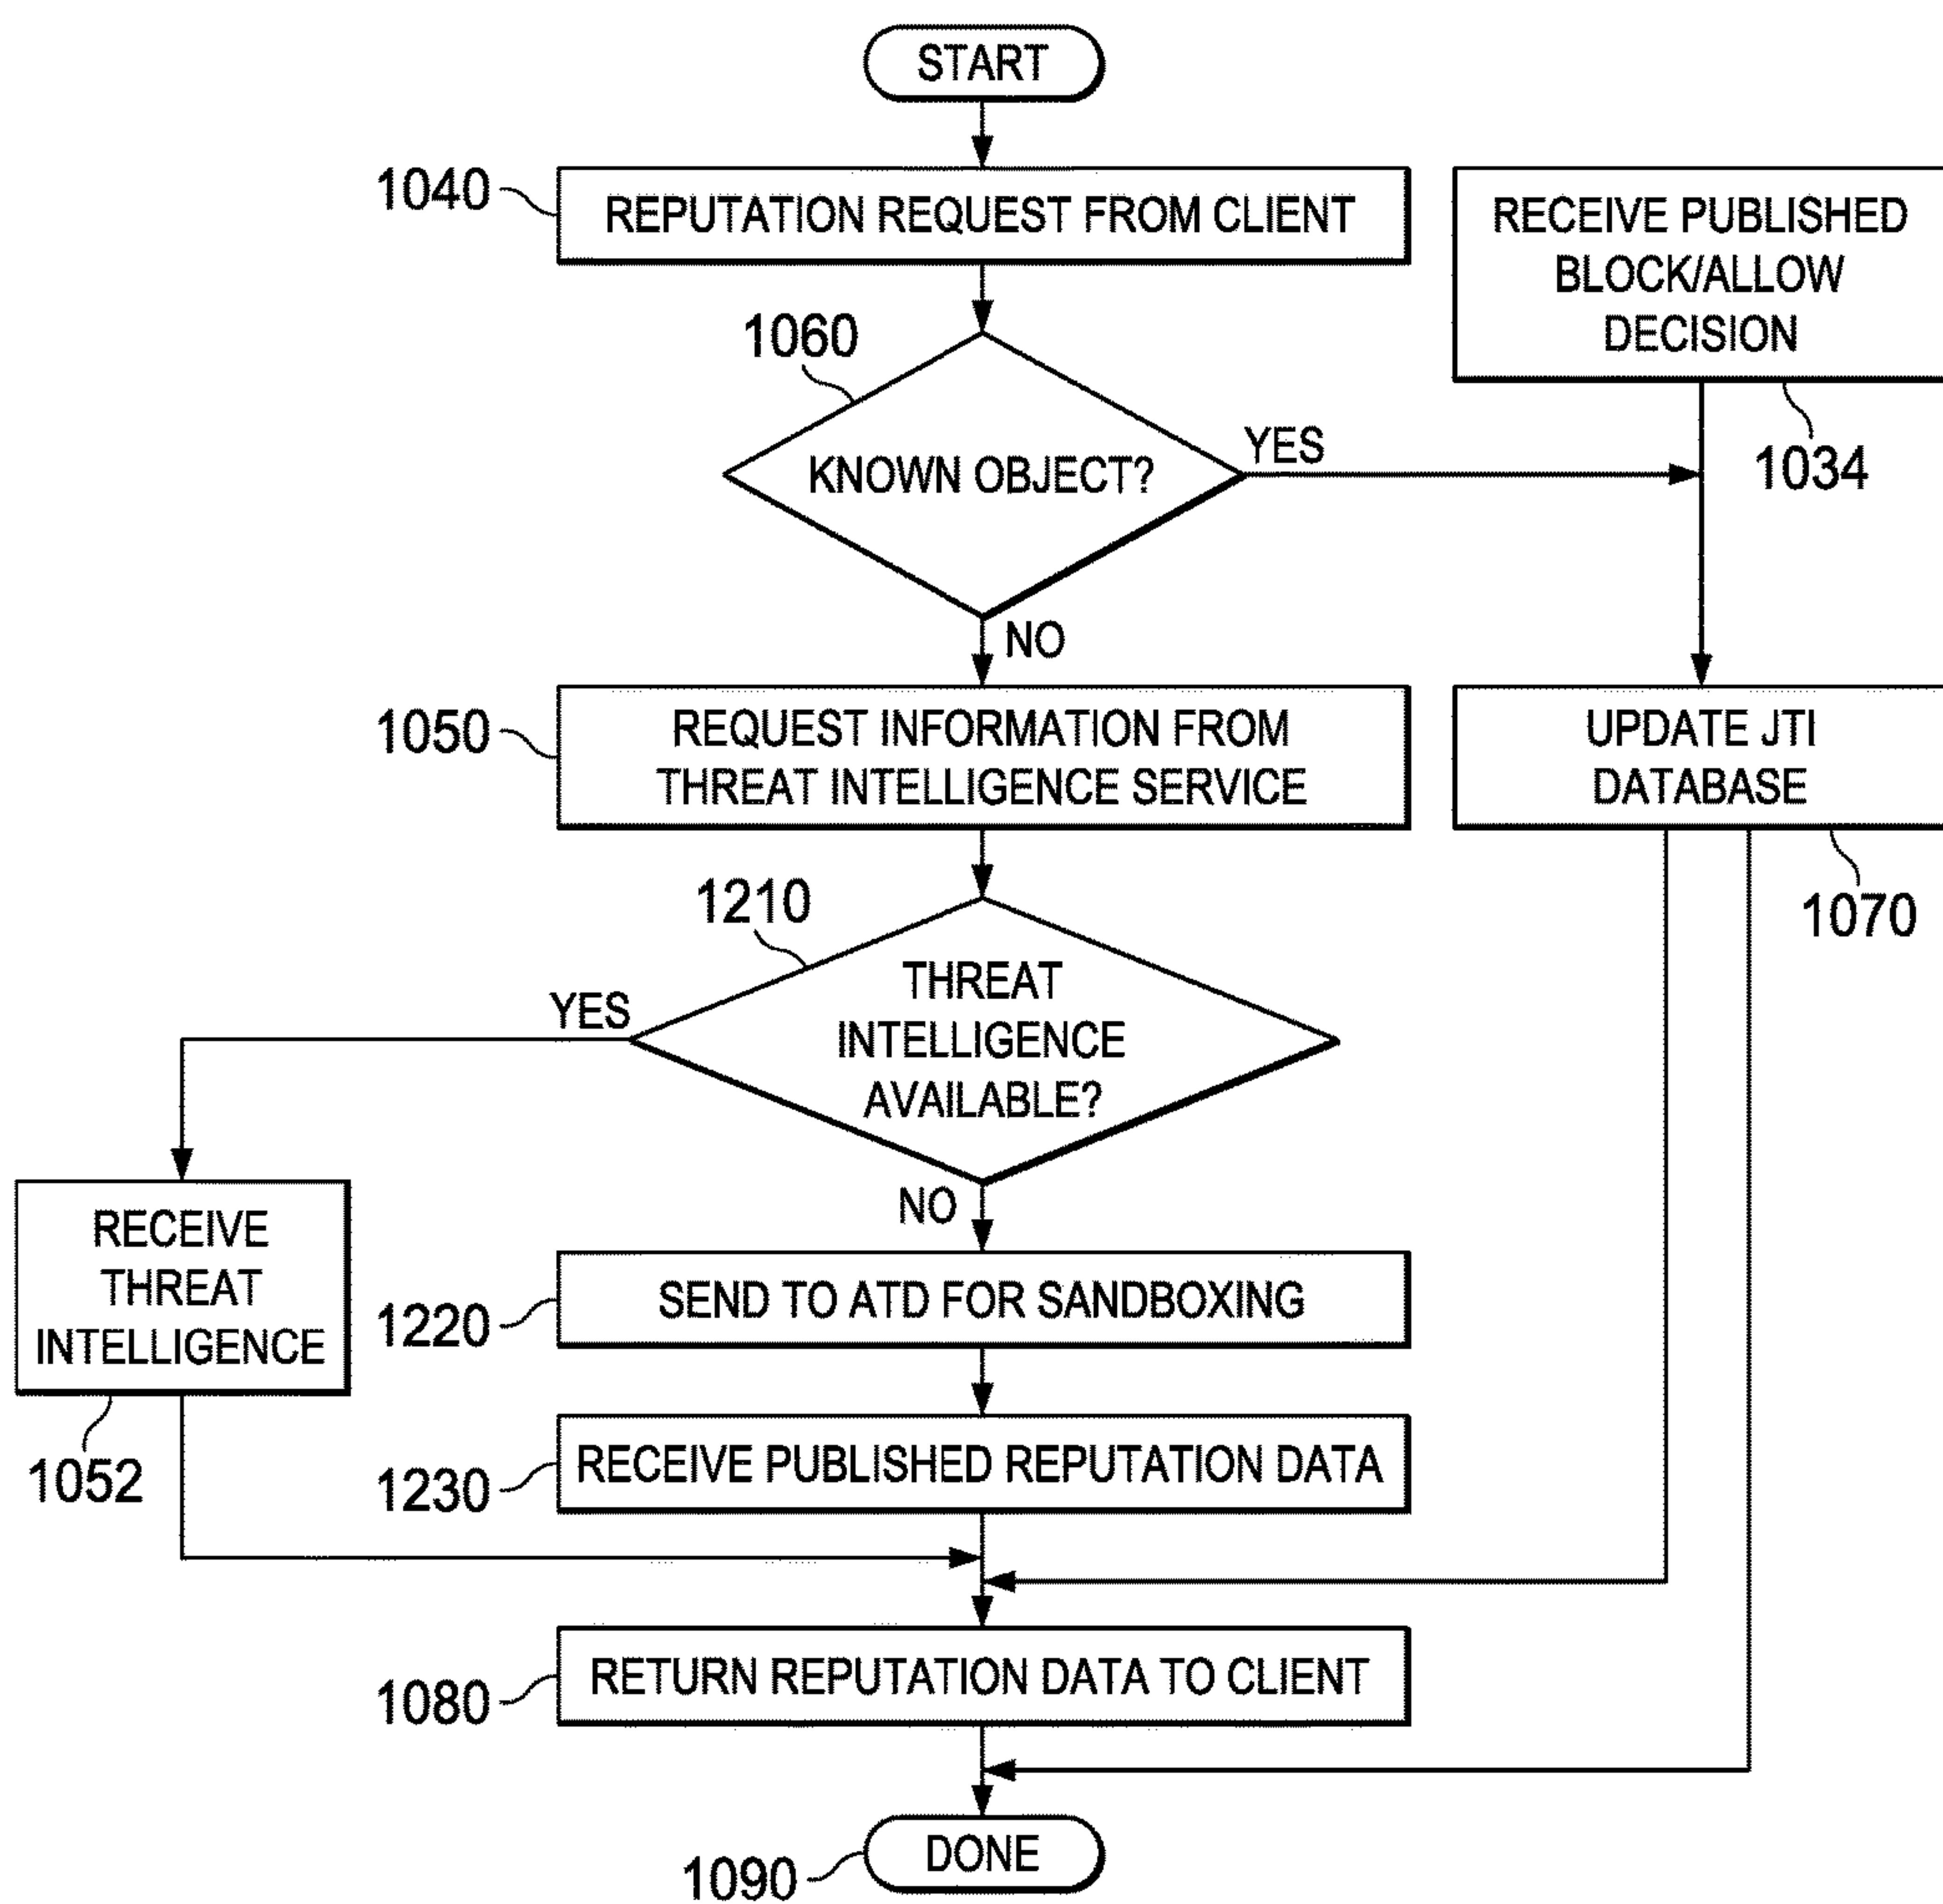 START
1040
REPUTATION REQUEST FROM CLIENT
RECEIVE PUBLISHED
BLOCK/ALLOW
DECISION
1034
1060
KNOWN OBJECT?
YES
NO
1050
REQUEST INFORMATION FROM
THREAT INTELLIGENCE SERVICE
UPDATE JTI
DATABASE
1070
1210
THREAT
INTELLIGENCE
AVAILABLE?
YES
NO
RECEIVE
THREAT
INTELLIGENCE
1052
1220
SEND TO ATD FOR SANDBOXING
1230
RECEIVE PUBLISHED REPUTATION DATA
1080
RETURN REPUTATION DATA TO CLIENT
1090
DONE